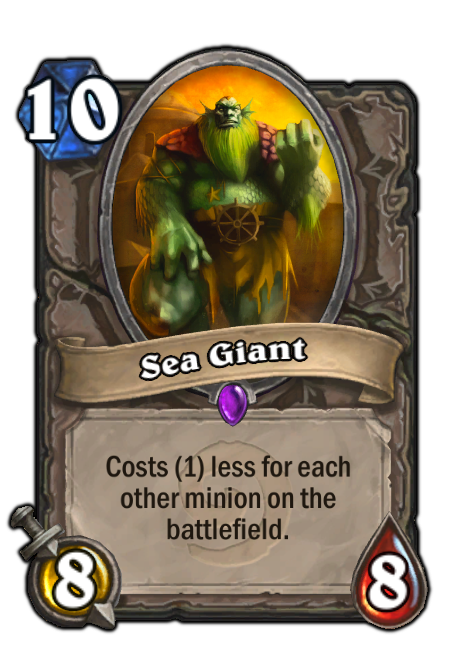 10
Sea Giant
Costs (1) less for each
other minion on the
battlefield.
8
8